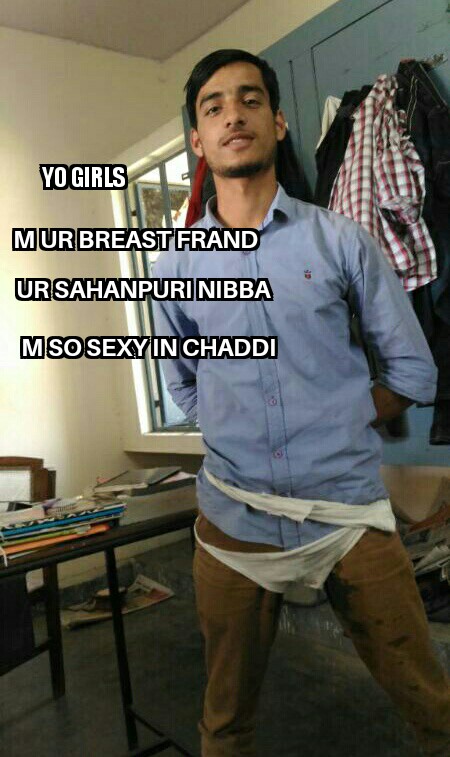 YO GIRLS
M UR BREAST FRAND
UR SAHANPURI NIBBA
M SO SEXY IN CHADDI